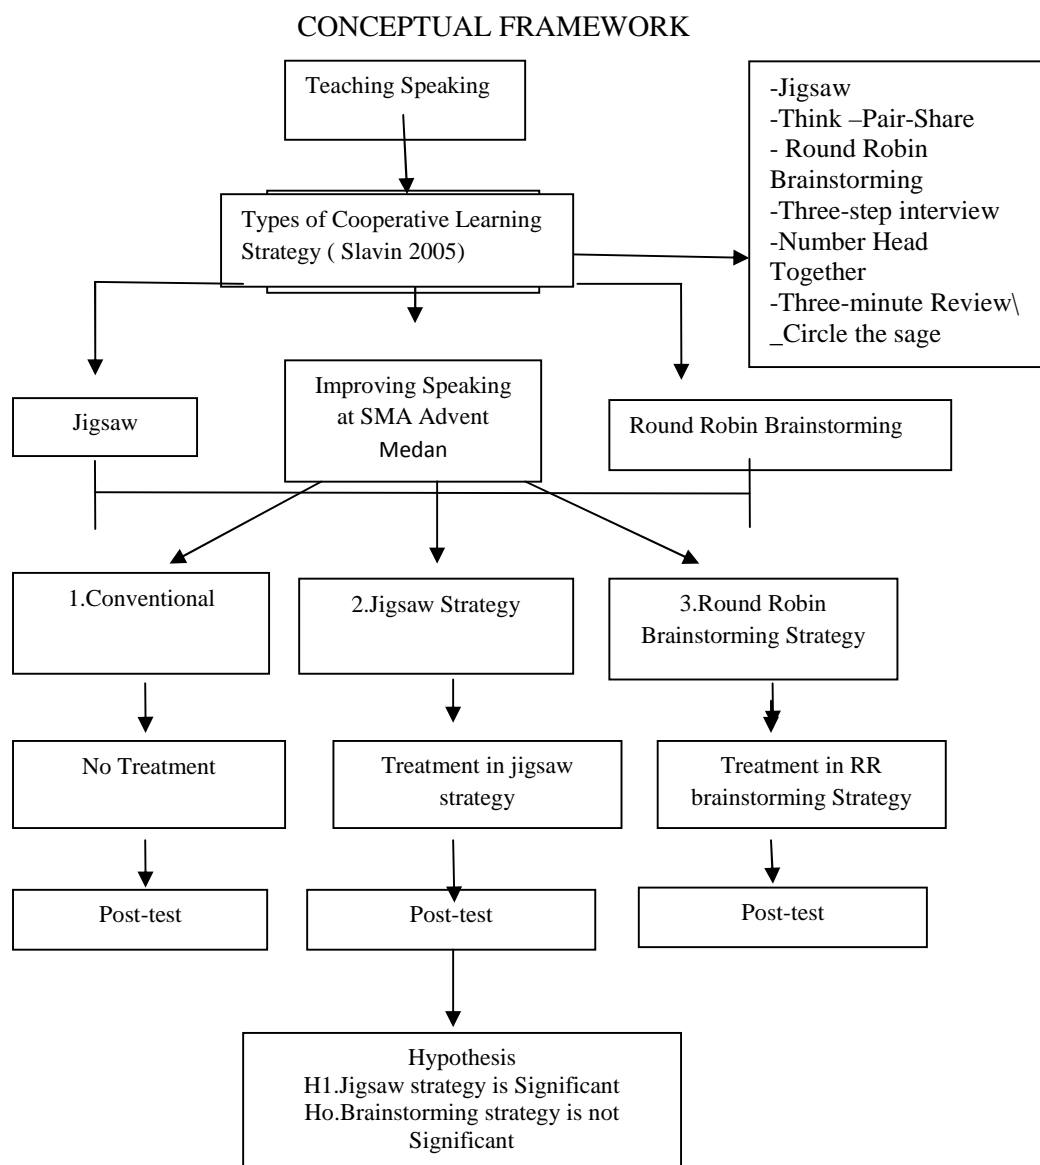 CONCEPTUAL FRAMEWORK
Teaching Speaking
-Jigsaw
-Think –Pair-Share
- Round Robin
Brainstorming
-Three-step interview
-Number Head
Together
-Three-minute Review\
_Circle the sage
Types of Cooperative Learning
Strategy ( Slavin 2005)
Jigsaw
Improving Speaking
at SMA Advent
Medan
Round Robin Brainstorming
1.Conventional
2.Jigsaw Strategy
3.Round Robin
Brainstorming Strategy
No Treatment
Treatment in jigsaw
strategy
Treatment in RR
brainstorming Strategy
Post-test
Post-test
Post-test
Hypothesis
H1.Jigsaw strategy is Significant
Ho.Brainstorming strategy is not
Significant